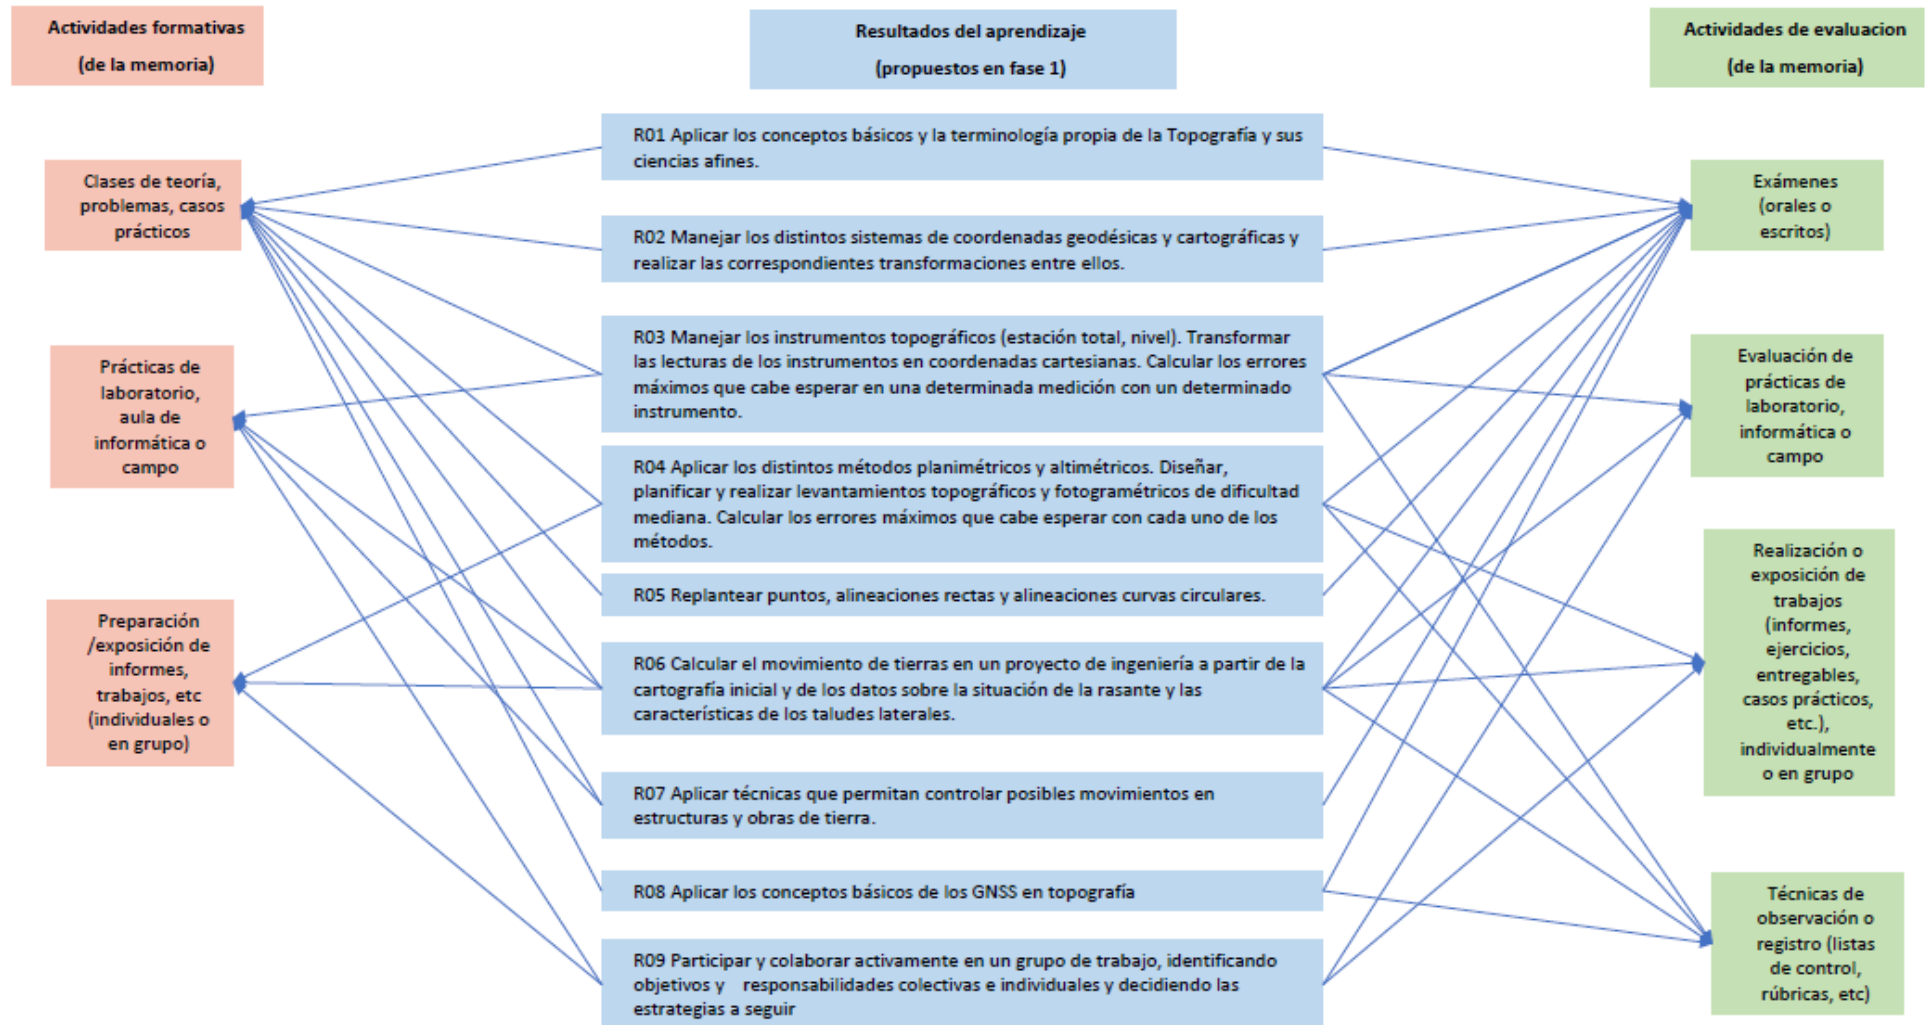 Actividades formativas
(de la memoria)
Resultados del aprendizaje
(propuestos en fase 1)
Actividades de evaluacion
(de la memoria)
Clases de teoría,
problemas, casos
prácticos
Prácticas de
laboratorio,
aula de
informática o
campo
Preparación
/exposición de
informes,
trabajos, etc
(individuales o
en grupo)
R01 Aplicar los conceptos básicos y la terminología propia de la Topografía y sus
ciencias afines.
R02 Manejar los distintos sistemas de coordenadas geodésicas y cartográficas y
realizar las correspondientes transformaciones entre ellos.
R03 Manejar los instrumentos topográficos (estación total, nivel). Transformar
las lecturas de los instrumentos en coordenadas cartesianas. Calcular los errores
máximos que cabe esperar en una determinada medición con un determinado
instrumento.
R04 Aplicar los distintos métodos planimétricos y altimétricos. Diseñar,
planificar y realizar levantamientos topográficos y fotogramétricos de dificultad
mediana. Calcular los errores máximos que cabe esperar con cada uno de los
métodos.
R05 Replantear puntos, alineaciones rectas y alineaciones curvas circulares.
R06 Calcular el movimiento de tierras en un proyecto de ingeniería a partir de la
cartografía inicial y de los datos sobre la situación de la rasante y las
características de los taludes laterales.
R07 Aplicar técnicas que permitan controlar posibles movimientos en
estructuras y obras de tierra.
R08 Aplicar los conceptos básicos de los GNSS en topografía
R09 Participar y colaborar activamente en un grupo de trabajo, identificando
objetivos y responsabilidades colectivas e individuales y decidiendo las
estrategias a seguir
Exámenes
(orales o
escritos)
Evaluación de
prácticas de
laboratorio,
informática o
campo
Realización o
exposición de
trabajos
(informes,
ejercicios,
entregables,
casos prácticos,
etc.),
individualmente
o en grupo
Técnicas de
observación o
registro (listas
de control,
rúbricas, etc)